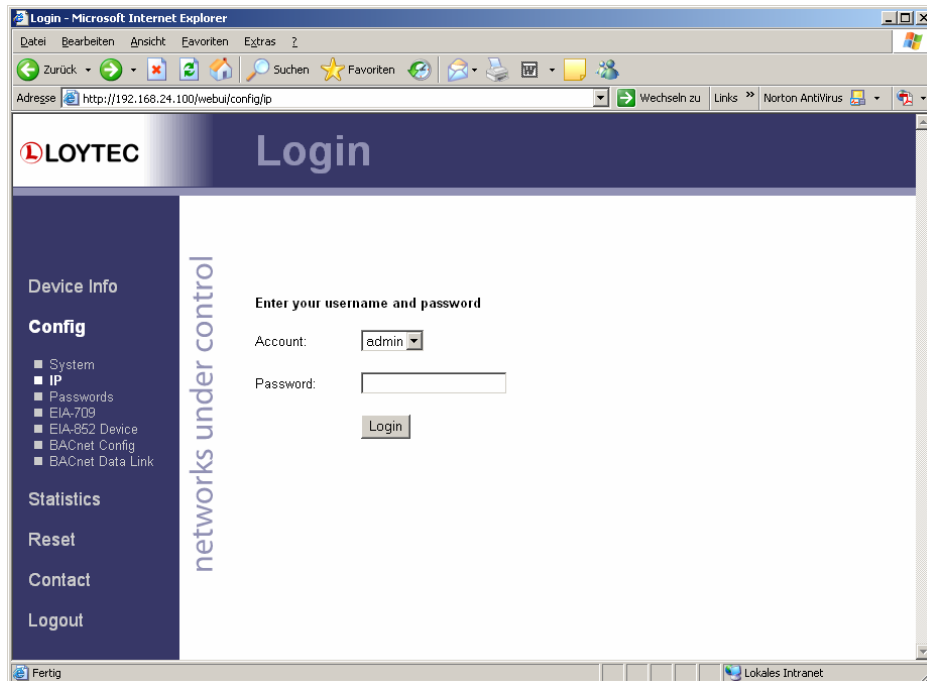 Login - Microsoft Internet Explorer
Datei Bearbeiten Ansicht Favoriten Extras ?
Zurück Suchen Favoriten
Adresse http://192.168.24.100/webui/config/ip Wechseln zu Links » Norton AntiVirus
LOYTEC
Login
Device Info
Config
System
IP
Passwords
EIA-709
EIA-852 Device
BACnet Config
BACnet Data Link
Statistics
Reset
Contact
Logout
networks under control
Enter your username and password
Account: admin
Password:
Login
Fertig Lokales Intranet